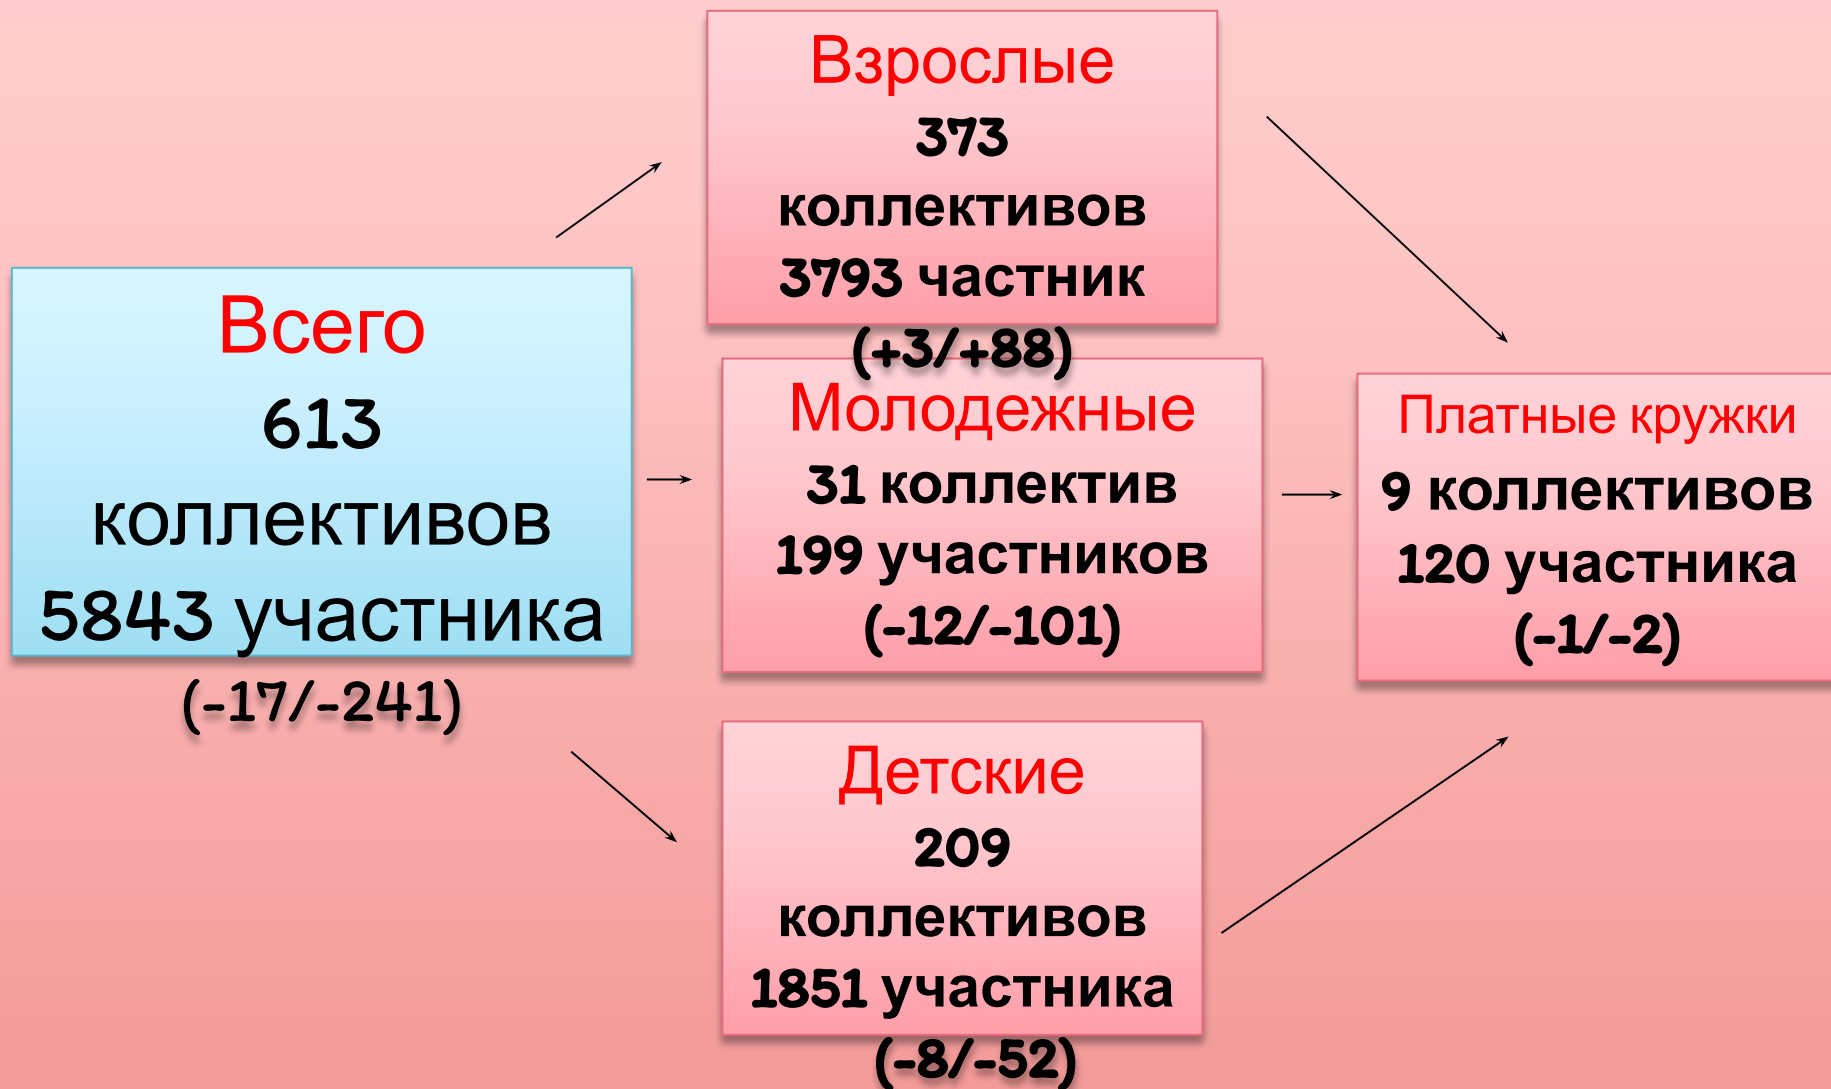 Всего
613
коллективов
5843 участника
(-17/-241)
Взрослые
373
коллективов
3793 частник
(+3/+88)
Молодежные
31 коллектив
199 участников
(-12/-101)
Детские
209
коллективов
1851 участника
(-8/-52)
Платные кружки
9 коллективов
120 участника
(-1/-2)